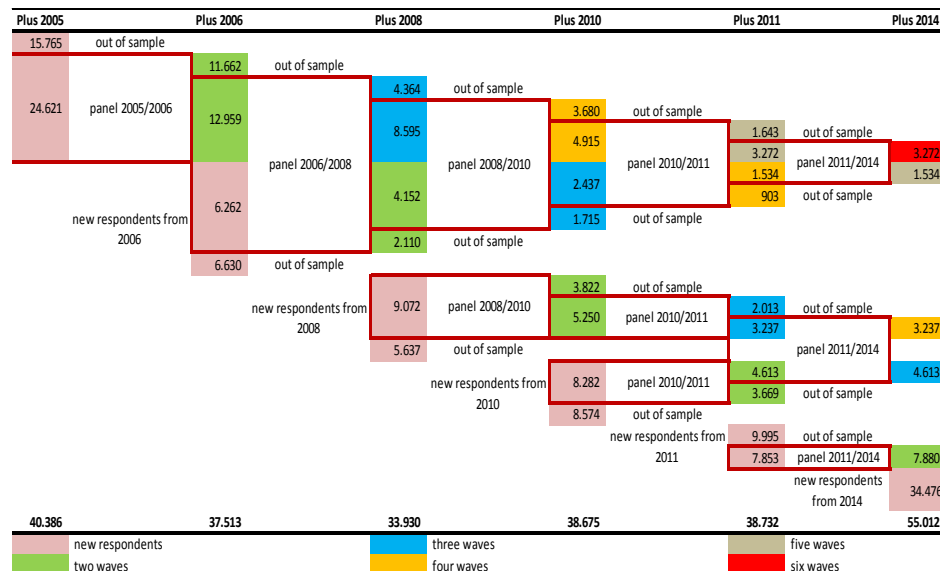 Plus 2005 Plus 2006 Plus 2008 Plus 2010 Plus 2011 Plus 2014
15.765 out of sample
11.662 out of sample
4.364 out of sample
24.621 panel 2005/2006 12.959 8.595 3.680 out of sample
4.915 1.643 out of sample
panel 2006/2008 panel 2008/2010 panel 2010/2011 3.272 panel 2011/2014 3.272
1.534 1.534
4.152 2.437 903 out of sample
new respondents from 2006 6.262 1.715 out of sample
2.110 out of sample
6.630 out of sample
3.822 out of sample
new respondents from 2008 9.072 panel 2008/2010 5.250 panel 2010/2011 2.013 out of sample
3.237 3.237
5.637 out of sample panel 2011/2014
new respondents from 2010 8.282 panel 2010/2011 4.613 4.613
3.669 out of sample
8.574 out of sample
new respondents from 2011 9.995 out of sample
7.853 panel 2011/2014 7.880
new respondents from 2014 34.476
40.386 37.513 33.930 38.675 38.732 55.012
new respondents three waves five waves
two waves four waves six waves